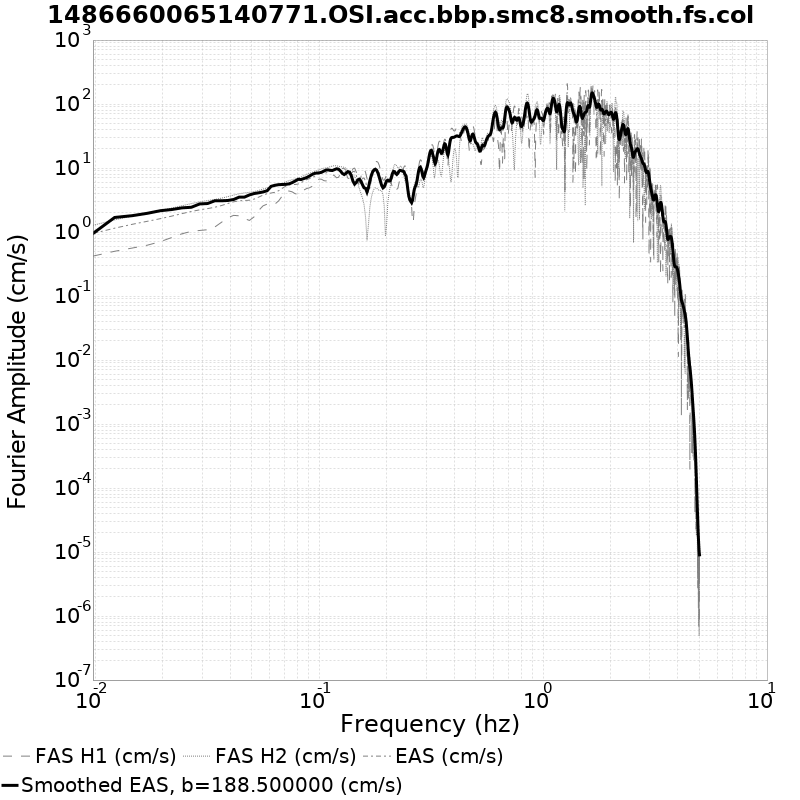 14866660065140771.OSI.acc.bbp.smc8.smooth.fs.col
10^3
10^2
10^1
10^0
10^-1
10^-2
10^-3
10^-4
10^-5
10^-6
10^-7
Fourier Amplitude (cm/s)
10^-2 10^-1 10^0 10^1
Frequency (hz)
FAS H1 (cm/s) FAS H2 (cm/s) EAS (cm/s)
Smoothed EAS, b=188.500000 (cm/s)